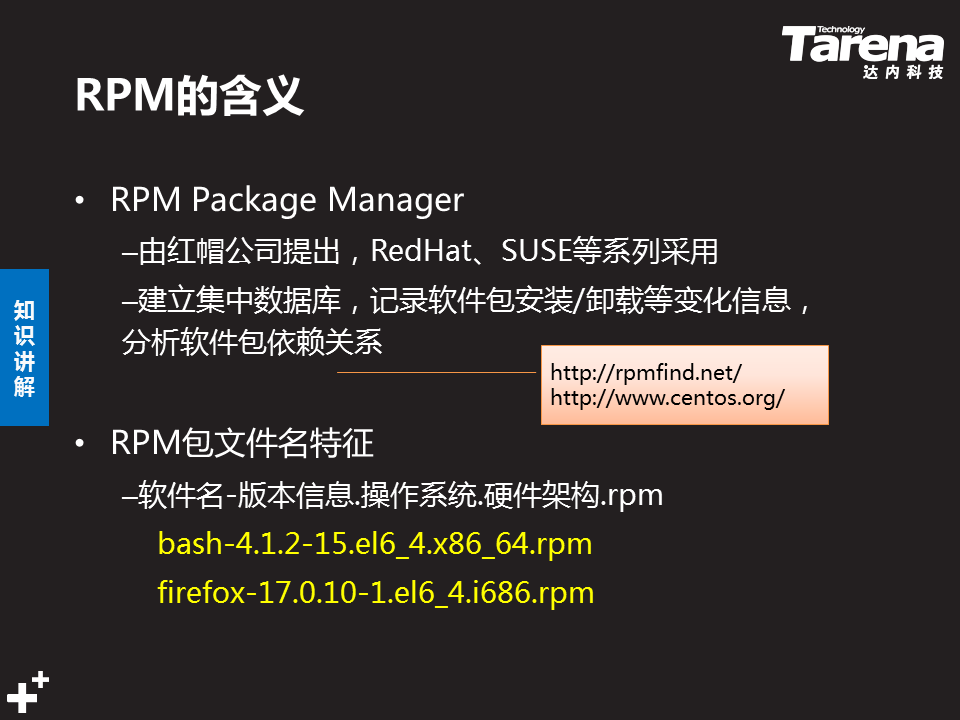 Technology
Tarena
达内科技
RPM的含义
• RPM Package Manager
–由红帽公司提出，RedHat、SUSE等系列采用
–建立集中数据库，记录软件包安装/卸载等变化信息，
分析软件包依赖关系
知识讲解
http://rpmfind.net/
http://www.centos.org/
• RPM包文件名特征
–软件名-版本信息.操作系统.硬件架构.rpm
bash-4.1.2-15.el6_4.x86_64.rpm
firefox-17.0.10-1.el6_4.i686.rpm